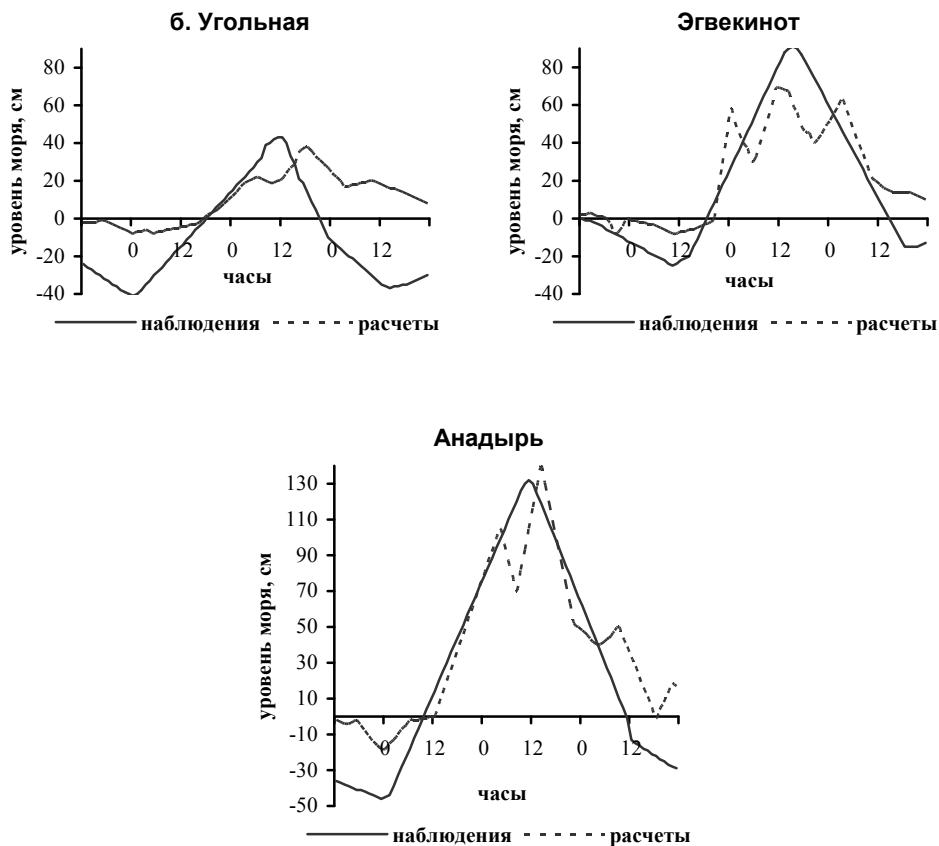 б. Угольная
80
60
40
20
0
-20
-40
уровень моря, см
0 12 0 12 0 12
часы
наблюдения расчеты
Эгвекинот
80
60
40
20
0
-20
-40
уровень моря, см
0 12 0 12 0 12
часы
наблюдения расчеты
Анадырь
130
110
90
70
50
30
10
-10
-30
-50
уровень моря, см
0 12 0 12 0 12
часы
наблюдения расчеты